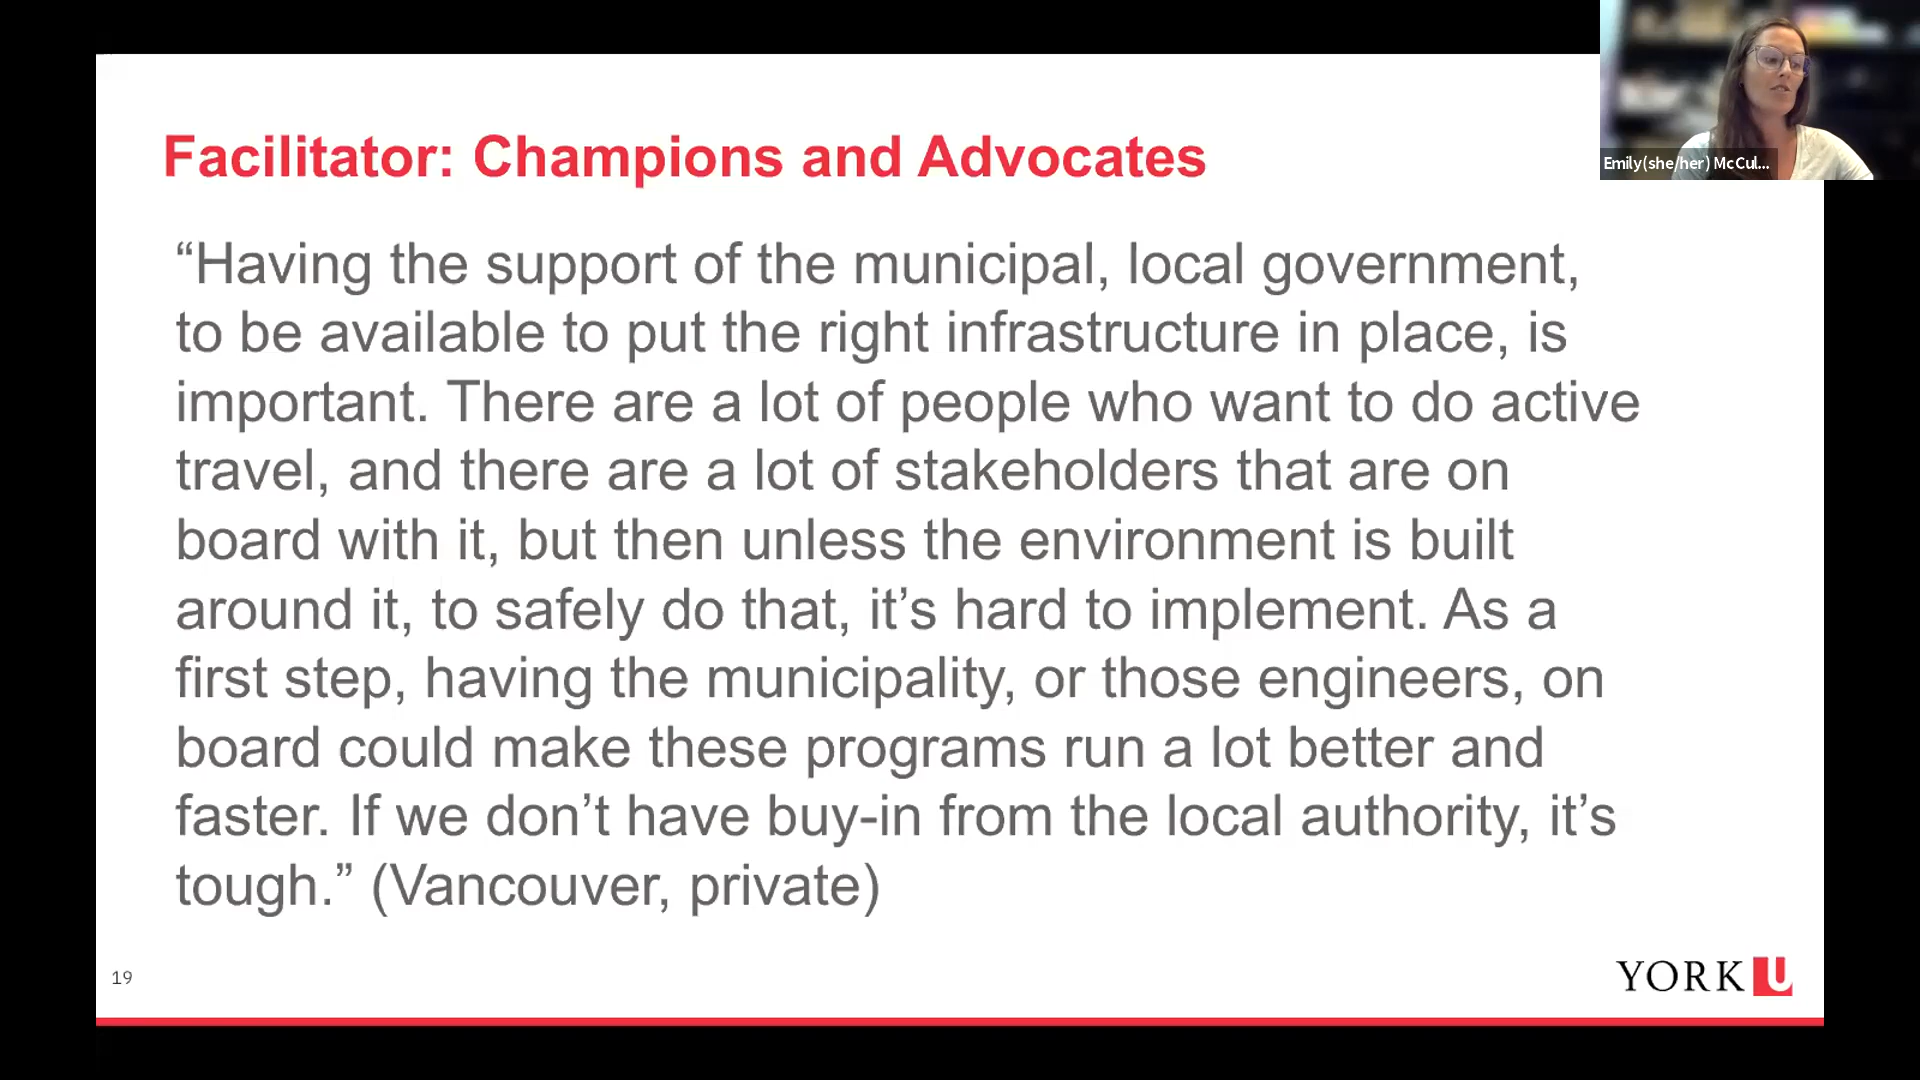 Facilitator: Champions and Advocates
Emily(she/her) McCul...
“Having the support of the municipal, local government,
to be available to put the right infrastructure in place, is
important. There are a lot of people who want to do active
travel, and there are a lot of stakeholders that are on
board with it, but then unless the environment is built
around it, to safely do that, it’s hard to implement. As a
first step, having the municipality, or those engineers, on
board could make these programs run a lot better and
faster. If we don’t have buy-in from the local authority, it’s
tough.” (Vancouver, private)
19
YORK U